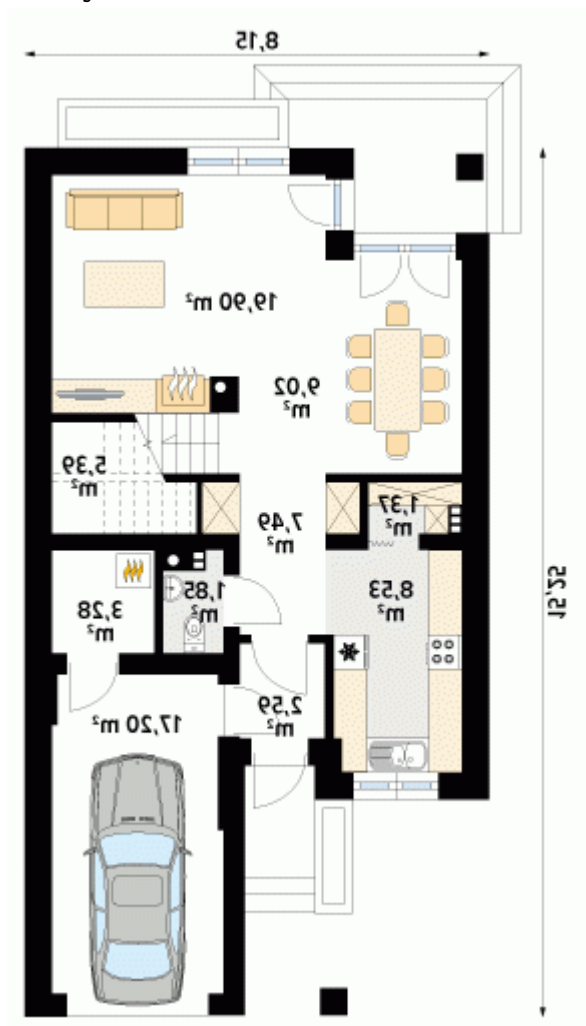 8,15
19,90 m²
9,02
m²
5,39
m²
7,49
m²
1,37
m²
8,53
m²
1,85
m²
3,28
m²
15,25
2,59
m²
17,20 m²